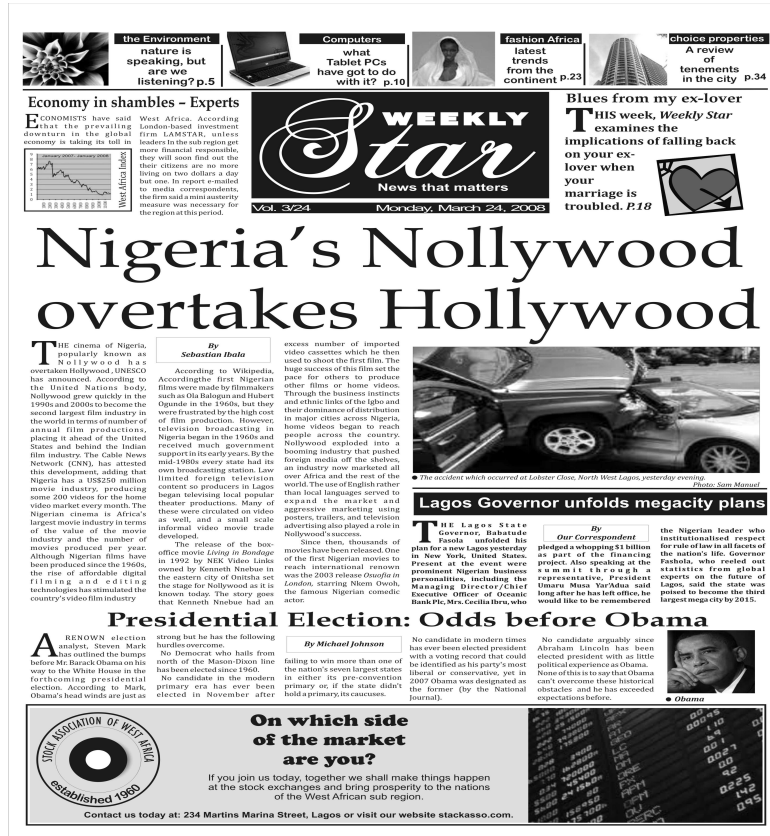 the Environment
nature is
speaking, but
are we
listening? p.5
Computers
what
Tablet PCs
have got to do
with it? p.10
fashion Africa
latest
trends
from the
continent p.23
choice properties
A review
of
tenements
in the city p.34
Economy in shambles – Experts
ECONOMISTS have said
that the prevailing
downturn in the global
economy is taking its toll in
January 2007- January 2008
West Africa Index
West Africa. According
London-based investment
firm LAMSTAR, unless
leaders In the sub region get
more financial responsible,
they will soon find out the
their citizens are no more
living on two dollars a day
but one. In report e-mailed
to media correspondents,
the firm said a mini austerity
measure was necessary for
the region at this period.
WEEKLY
Star
News that matters
Vol. 3/24
Monday, March 24, 2008
Blues from my ex-lover
THIS week, Weekly Star
examines the
implications of falling back
on your ex-
lover when
your
marriage is
troubled. P.18
Nigeria's Nollywood
overtakes Hollywood
THE cinema of Nigeria,
popularly known as
Nollywood has
overtaken Hollywood , UNESCO
has announced. According to
the United Nations body,
Nollywood grew quickly in the
1990s and 2000s to become the
second largest film industry in
the world in terms of number of
annual film productions,
placing it ahead of the United
States and behind the Indian
film industry. The Cable News
Network (CNN), has attested
this development, adding that
Nigeria has a US$250 million
movie industry, producing
some 200 videos for the home
video market every month. The
Nigerian cinema is Africa's
largest movie industry in terms
of the value of the movie
industry and the number of
movies produced per year.
Although Nigerian films have
been produced since the 1960s,
the rise of affordable digital
filming and editing
technologies has stimulated the
country's video film industry
By
Sebastian Ibala
According to Wikipedia,
Accordingthe first Nigerian
films were made by filmmakers
such as Ola Balogun and Hubert
Ogunde in the 1960s, but they
were frustrated by the high cost
of film production. However,
television broadcasting in
Nigeria began in the 1960s and
received much government
support in its early years. By the
mid-1980s every state had its
own broadcasting station. Law
limited foreign television
content so producers in Lagos
began televising local popular
theater productions. Many of
these were circulated on video
as well, and a small scale
informal video movie trade
developed.
The release of the box-
office movie Living in Bondage
in 1992 by NEK Video Links
owned by Kenneth Nnebue in
the eastern city of Onitsha set
the stage for Nollywood as it is
known today. The story goes
that Kenneth Nnebue had an
excess number of imported
video cassettes which he then
used to shoot the first film. The
huge success of this film set the
pace for others to produce
other films or home videos.
Through the business instincts
and ethnic links of the Igbo and
their dominance of distribution
in major cities across Nigeria,
home videos began to reach
people across the country.
Nollywood exploded into a
booming industry that pushed
foreign media off the shelves,
an industry now marketed all
over Africa and the rest of the
world. The use of English rather
than local languages served to
expand the market and
aggressive marketing using
posters, trailers, and television
advertising also played a role in
Nollywood's success.
Since then, thousands of
movies have been released. One
of the first Nigerian movies to
reach international renown
was the 2003 release Osuofia in
London, starring Nkem Owoh,
the famous Nigerian comedic
actor.
The accident which occurred at Lobster Close, North West Lagos, yesterday evening.
Photo: Sam Manuel
Lagos Governor unfolds megacity plans
THE Lagos State
Governor, Babatude
Fasola unfolded his
plan for a new Lagos yesterday
in New York, United States.
Present at the event were
prominent Nigerian business
personalities, including the
Managing Director/Chief
Executive Officer of Oceanic
Bank Plc, Mrs. Cecilia Ibru, who
By
Our Correspondent
pledged a whopping $1 billion
as part of the financing
project. Also speaking at the
summit through a
representative, President
Umaru Musa Yar'Adua said
long after he has left office, he
would like to be remembered
the Nigerian leader who
institutionalised respect
for rule of law in all facets of
the nation's life. Governor
Fashola, who reeled out
statistics from global
experts on the future of
Lagos, said the state was
poised to become the third
largest mega city by 2015.
Presidential Election: Odds before Obama
A RENOWN election
analyst, Steven Mark
has outlined the bumps
before Mr. Barack Obama on his
way to the White House in the
forthcoming presidential
election. According to Mark,
Obama's head winds are just as
strong but he has the following
hurdles overcome.
No Democrat who hails from
north of the Mason-Dixon line
has been elected since 1960.
No candidate in the modern
primary era has ever been
elected in November after
By Michael Johnson
failing to win more than one of
the nation's seven largest states
in either its pre-convention
primary or, if the state didn't
hold a primary, its caucuses.
No candidate in modern times
has ever been elected president
with a voting record that could
be identified as his party's most
liberal or conservative, yet in
2007 Obama was designated as
the former (by the National
Journal).
No candidate arguably since
Abraham Lincoln has been
elected president with as little
political experience as Obama.
None of this is to say that Obama
can't overcome these historical
obstacles and he has exceeded
expectations before.
Obama
STOCK ASSOCIATION OF WEST AFRICA
established 1960
On which side
of the market
are you?
If you join us today, together we shall make things happen
at the stock exchanges and bring prosperity to the nations
of the West African sub region.
Contact us today at: 234 Martins Marina Street, Lagos or visit our website stackasso.com.